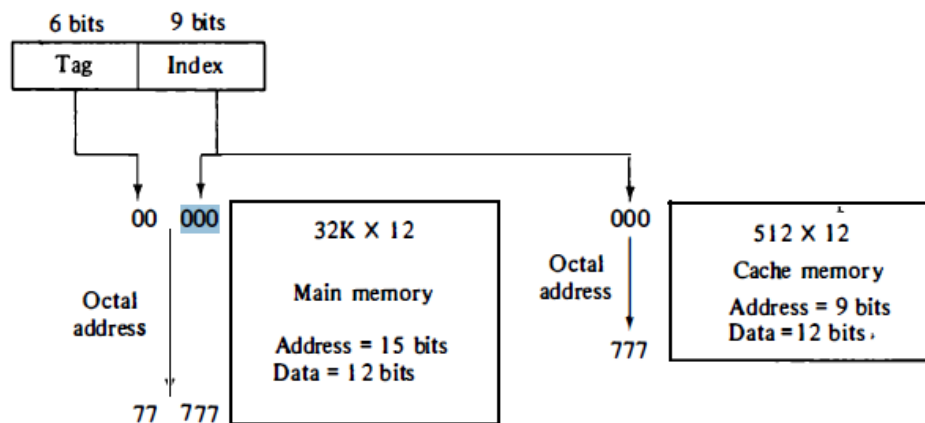 6 bits 9 bits
Tag Index
00 000
32K X 12
Main memory
Address = 15 bits
Data = 12 bits
Octal
address
77 777
000
Octal
address
777
512 X 12
Cache memory
Address = 9 bits
Data = 12 bits